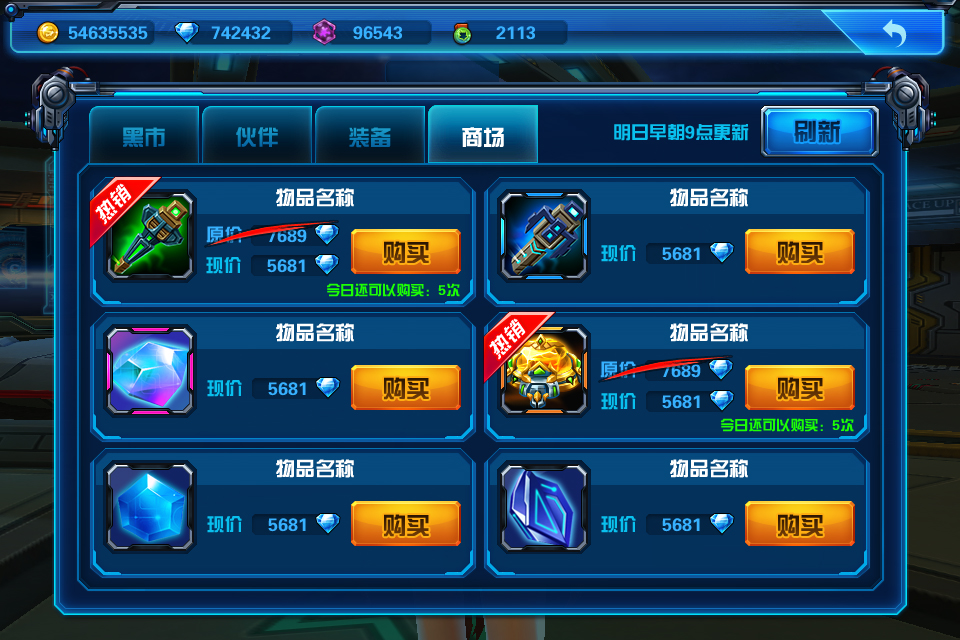 54635535 742432 96543 2113
黑市 伙伴 装备 商场 明日早朝9点更新 刷新
热销 物品名称
原价 7689
现价 5681 购买
今日还可以购买：5次
物品名称
现价 5681 购买
物品名称
现价 5681 购买
热销 物品名称
原价 7689
现价 5681 购买
今日还可以购买：5次
物品名称
现价 5681 购买
物品名称
现价 5681 购买